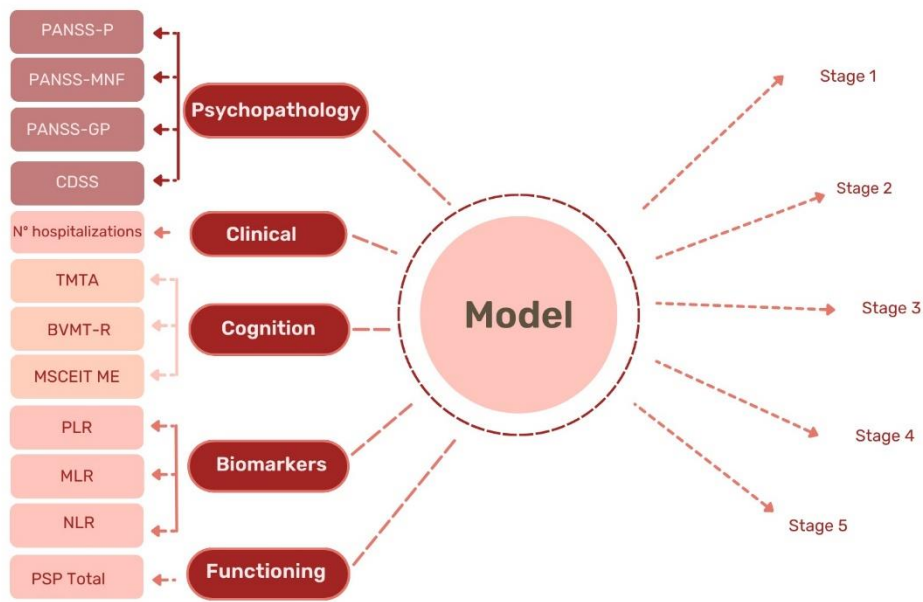 PANSS-P
PANSS-MNF
PANSS-GP
CDSS
Psychopathology
Nº hospitalizations
Clinical
TMTA
BVMT-R
MSCEIT ME
Cognition
PLR
MLR
NLR
Biomarkers
PSP Total
Functioning
Model
Stage 1
Stage 2
Stage 3
Stage 4
Stage 5